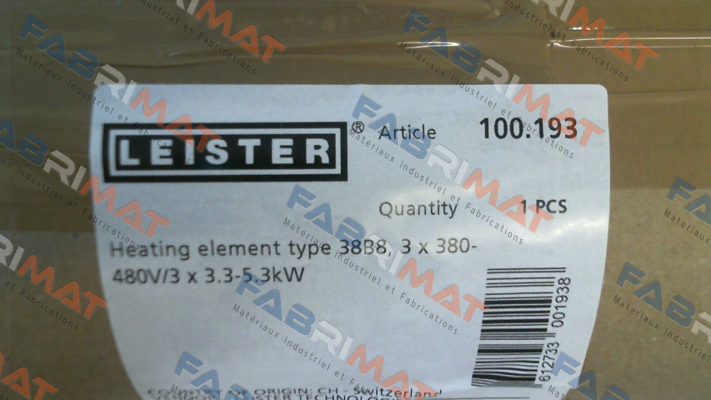 LEISTER ®
Article 100.193
Quantity 1 PCS
Heating element type 38B8, 3 x 380-
480V/3 x 3.3-5.3kW
612733 001938
COUNTRY OF ORIGIN: CH - Switzerland
FABRIMAT
Materiaux Industriel et Fabrications